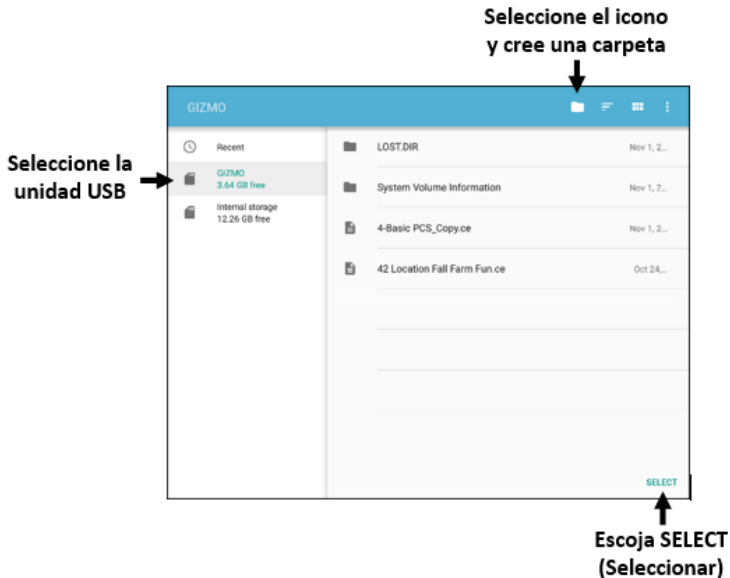 Seleccione el icono
y cree una carpeta
GIZMO
Seleccione la
unidad USB
Recent
GIZMO
3.64 GB free
Internal storage
12.26 GB free
LOST.DIR Nov 1, 2...
System Volume Information Nov 1, 2...
4-Basic PCS_Copy.ce Nov 1, 2...
42 Location Fall Farm Fun.ce Oct 24,...
SELECT
Escoja SELECT
(Seleccionar)